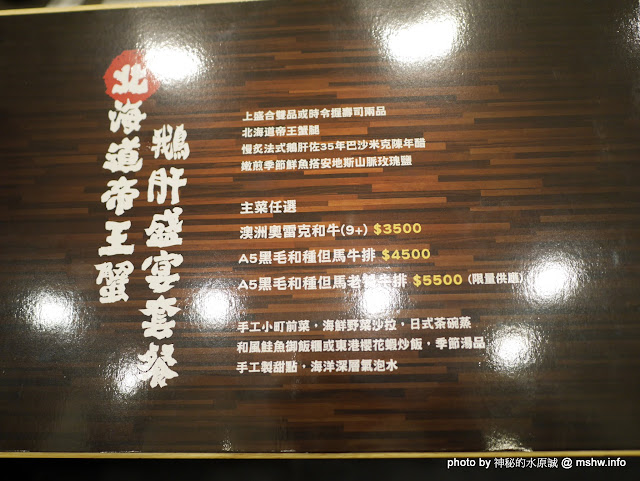 北海道帝王蟹
鵝肝盛宴套餐
上盛合雙品或時令握壽司兩品
北海道帝王蟹腿
慢炙法式鵝肝佐35年巴沙米克陳年醋
嫩煎季節鮮魚搭安地斯山脈玫瑰鹽
主菜任選
澳洲奧雷克和牛(9+) $3500
A5黑毛和種但馬牛排 $4500
A5黑毛和種但馬老饕牛排 $5500 (限量供應)
手工小町前菜・海鮮野菜沙拉・日式茶碗蒸
和風鮭魚御飯糰或東港櫻花蝦炒飯・季節湯品
手工製甜點・海洋深層氣泡水
photo by 神秘的水原誠 @ mshw.info